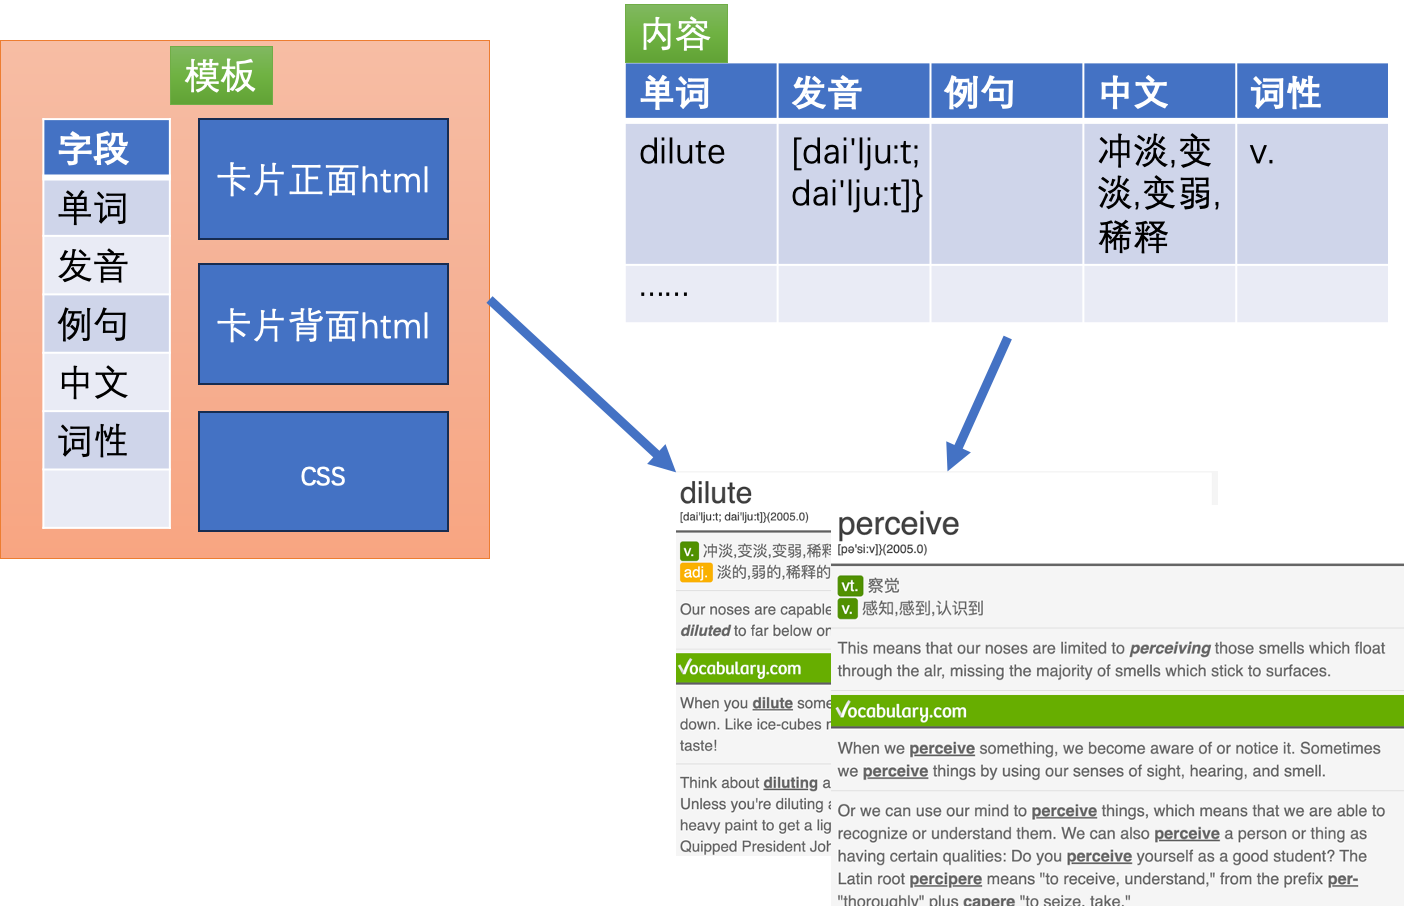 模板
字段
单词
发音
例句
中文
词性
卡片正面html
卡片背面html
css
内容
单词 发音 例句 中文 词性
dilute [dai'lju:t; 冲淡,变 v.
dai'lju:t]} 淡,变弱,
稀释
......
dilute
[dai'lju:t; dai'lju:t]}(2005.0)
v. 冲淡,变淡,变弱,稀释
adj. 淡的,弱的,稀释的
Our noses are capable
diluted to far below on
Vocabulary.com
When you dilute some
down. Like ice-cubes
taste!
Think about diluting a
Unless you're diluting
heavy paint to get a lig
Quipped President Joh
perceive
[pə'si:v]}(2005.0)
vt. 察觉
v. 感知,感到,认识到
This means that our noses are limited to perceiving those smells which float
through the aIr, missing the majority of smells which stick to surfaces.
Vocabulary.com
When we perceive something, we become aware of or notice it. Sometimes
we perceive things by using our senses of sight, hearing, and smell.
Or we can use our mind to perceive things, which means that we are able to
recognize or understand them. We can also perceive a person or thing as
having certain qualities: Do you perceive yourself as a good student? The
Latin root percipere means "to receive, understand," from the prefix per-
"thoroughly" plus capere "to seize, take."